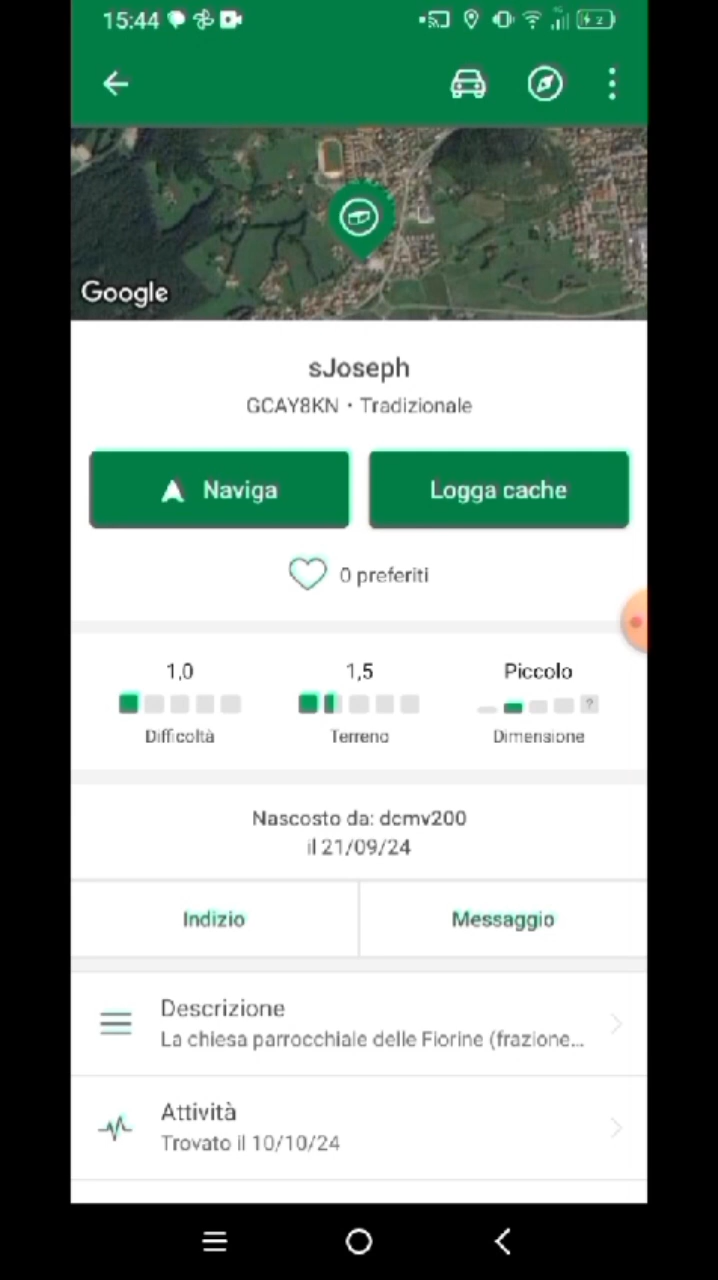 15:44
Google
sJoseph
GCAY8KN • Tradizionale
Naviga
Logga cache
0 preferiti
1,0
1,5
Piccolo
?
Difficoltà
Terreno
Dimensione
Nascosto da: dcmv200
il 21/09/24
Indizio
Messaggio
Descrizione
La chiesa parrocchiale delle Fiorine (frazione...
Attività
Trovato il 10/10/24